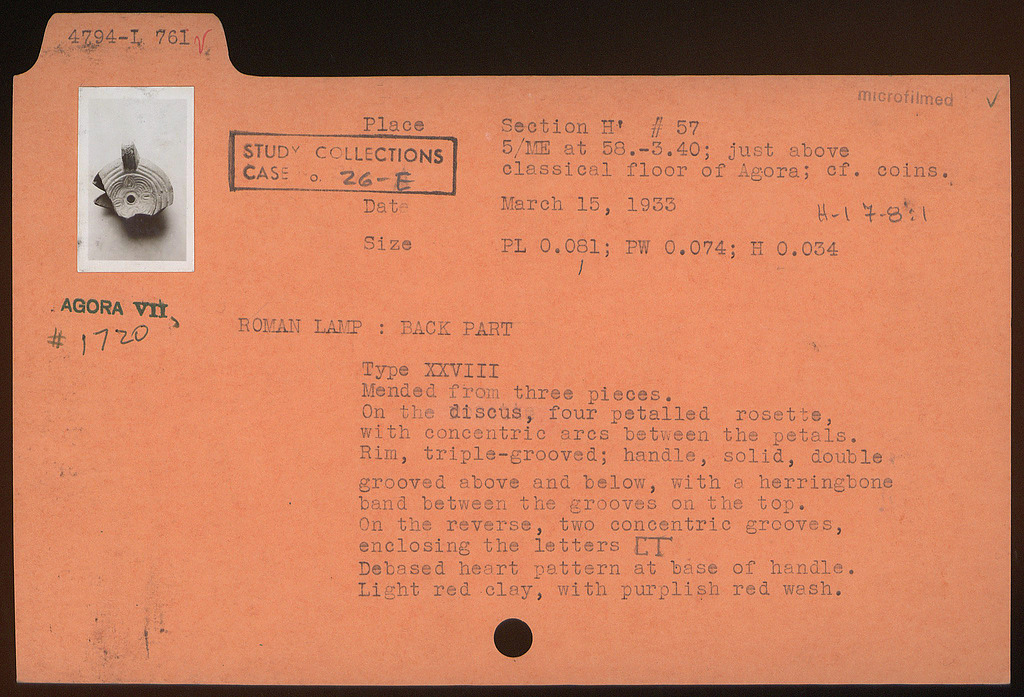 4794-L 761 V
microfilmed ✓
Place
Section H' # 57
5/ME at 58.-3.40; just above
classical floor of Agora; cf. coins.
STUDY COLLECTIONS
CASE o. 26-E
Date
March 15, 1933
H-I 7-8:1
Size
PL 0.081; PW 0.074; H 0.034
AGORA VII,
# 1720
ROMAN LAMP : BACK PART
Type XXVIII
Mended from three pieces.
On the discus, four petalled rosette,
with concentric arcs between the petals.
Rim, triple-grooved; handle, solid, double
grooved above and below, with a herringbone
band between the grooves on the top.
On the reverse, two concentric grooves,
enclosing the letters CT
Debased heart pattern at base of handle.
Light red clay, with purplish red wash.